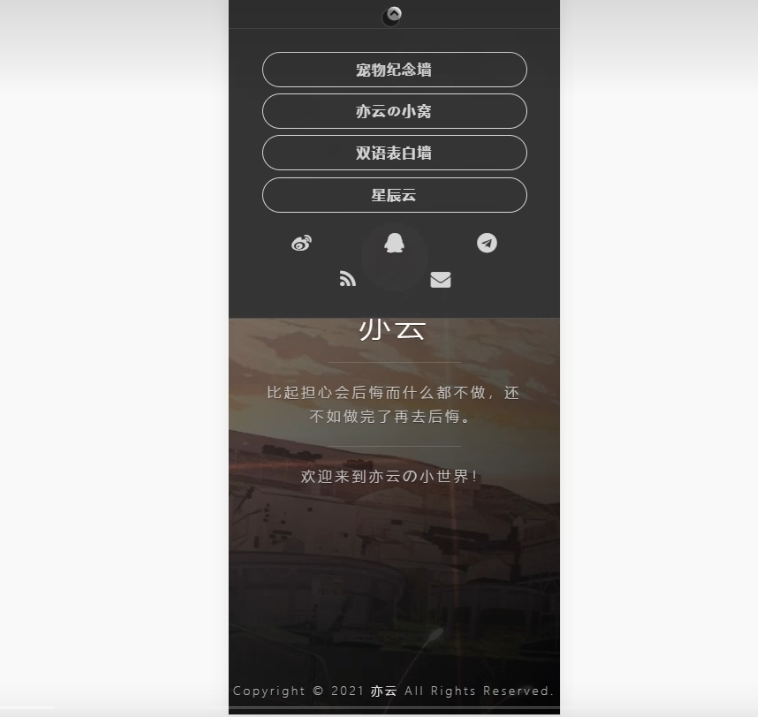 宠物纪念墙
亦云の小窝
双语表白墙
星辰云
亦云
比起担心会后悔而什么都不做，还
不如做完了再去后悔。
欢迎来到亦云の小世界！
Copyright © 2021 亦云 All Rights Reserved.